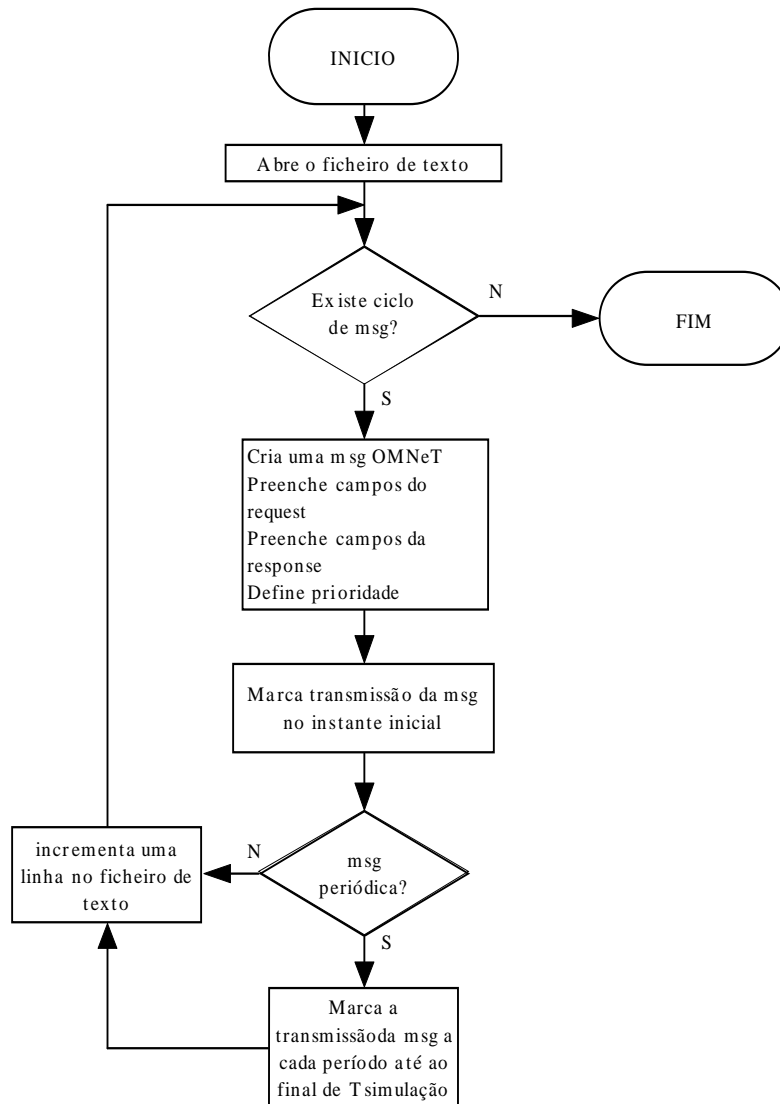 INICIO
Abre o ficheiro de texto
Existe ciclo
de msg?
N
FIM
S
Cria uma msg OMNeT
Preenche campos do
request
Preenche campos da
response
Define prioridade
Marca transmissão da msg
no instante inicial
msg
periódica?
N
incrementa uma
linha no ficheiro de
texto
S
Marca a
transmissãoda msg a
cada período até ao
final de Tsimulação